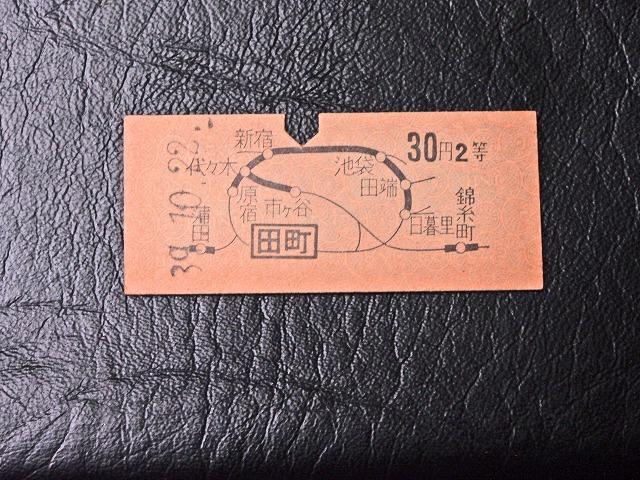 新宿
30円2等
代々木
池袋
田端
原宿
市ヶ谷
錦糸町
蒲田
日暮里
田町
39.10.22